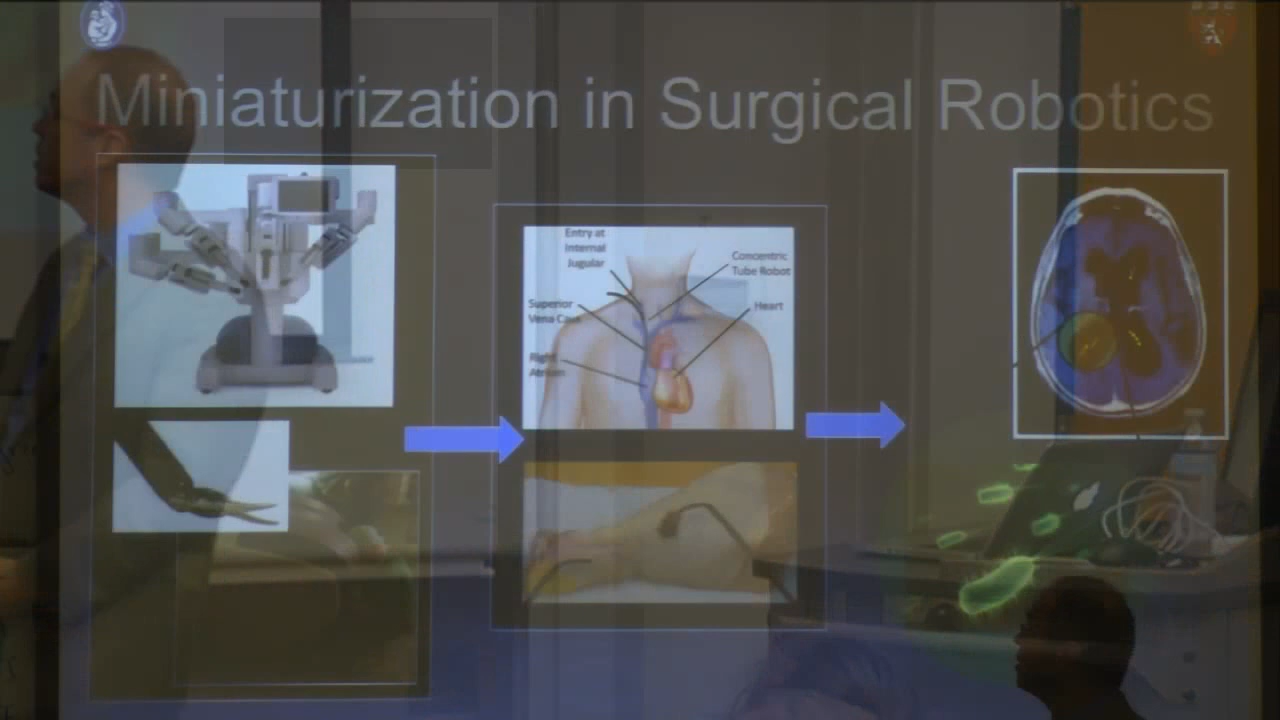 Miniaturization in Surgical Robotics
Entry at
Internal
Jugular
Concentric
Tube Robot
Superior
Vena Cava
Heart
Right
Atrium